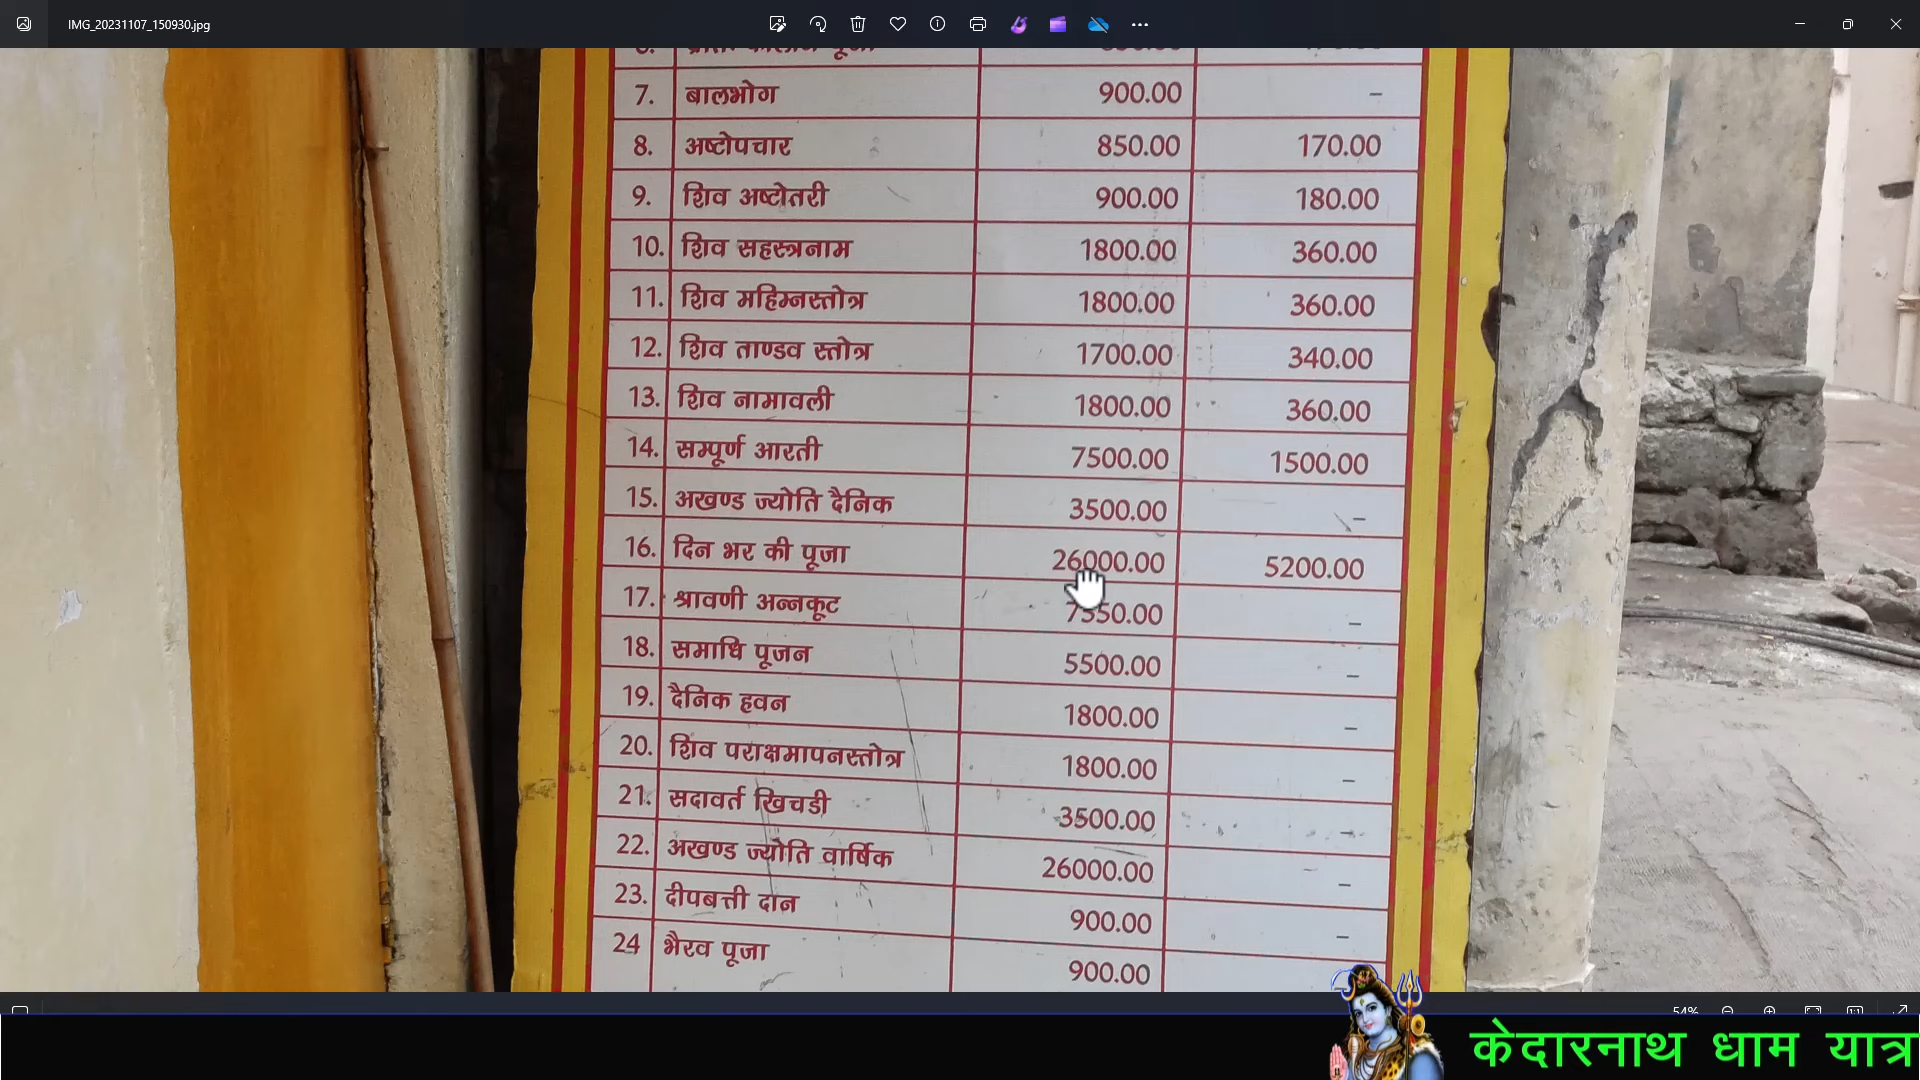 IMG_20231107_150930.jpg
7. बालभोग 900.00 –
8. अष्टोपचार 850.00 170.00
9. शिव अष्टोतरी 900.00 180.00
10. शिव सहस्त्रनाम 1800.00 360.00
11. शिव महिम्नस्तोत्र 1800.00 360.00
12. शिव ताण्डव स्तोत्र 1700.00 340.00
13. शिव नामावली 1800.00 360.00
14. सम्पूर्ण आरती 7500.00 1500.00
15. अखण्ड ज्योति दैनिक 3500.00 –
16. दिन भर की पूजा 26000.00 5200.00
17. श्रावणी अन्नकूट 7550.00 –
18. समाधि पूजन 5500.00 –
19. दैनिक हवन 1800.00 –
20. शिव पराक्षमापनस्तोत्र 1800.00 –
21. सदावर्त खिचडी 3500.00 –
22. अखण्ड ज्योति वार्षिक 26000.00 –
23. दीपबत्ती दान 900.00 –
24 भैरव पूजा 900.00
54%
केदारनाथ धाम यात्र